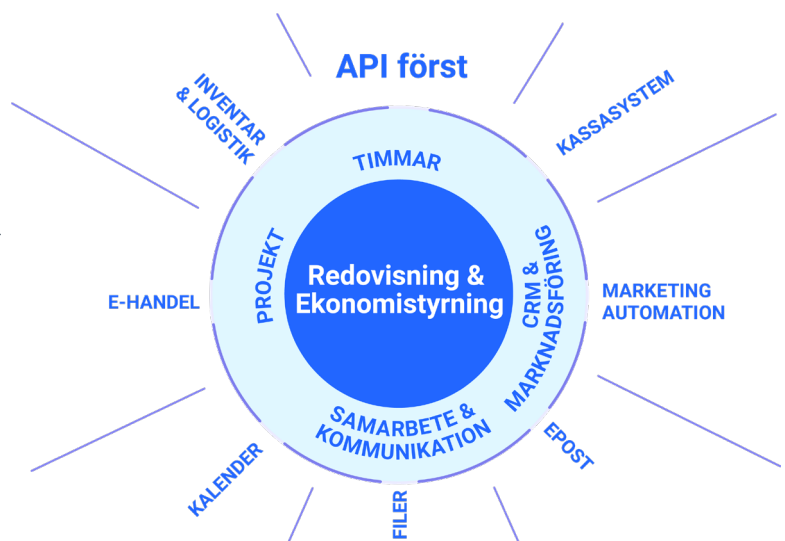 API först
INVENTAR
& LOGISTIK
KASSASYSTEM
TIMMAR
PROJEKT
Redovisning &
Ekonomistyrning
CRM &
MARKNADSFÖRING
E-HANDEL
MARKETING
AUTOMATION
SAMARBETE &
KOMMUNIKATION
KALENDER
FILER
EPOST